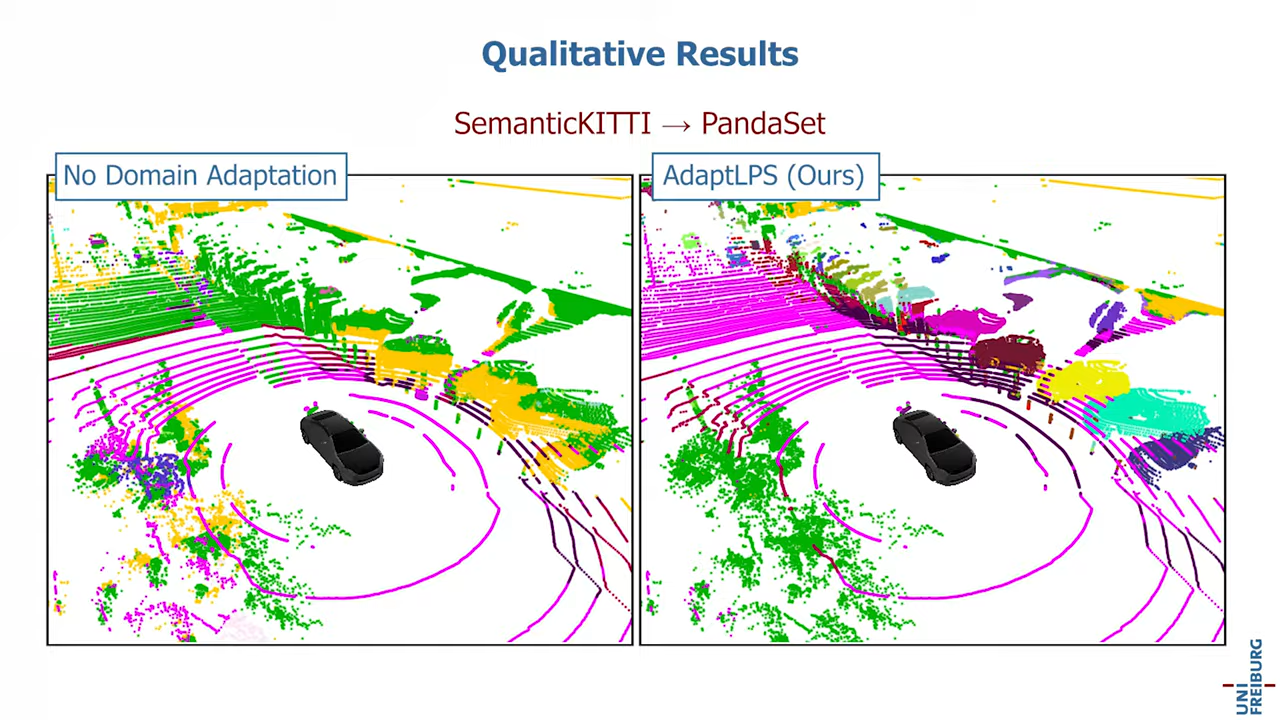 Qualitative Results
SemanticKITTI → PandaSet
No Domain Adaptation
AdaptLPS (Ours)
UNI
FREIBURG